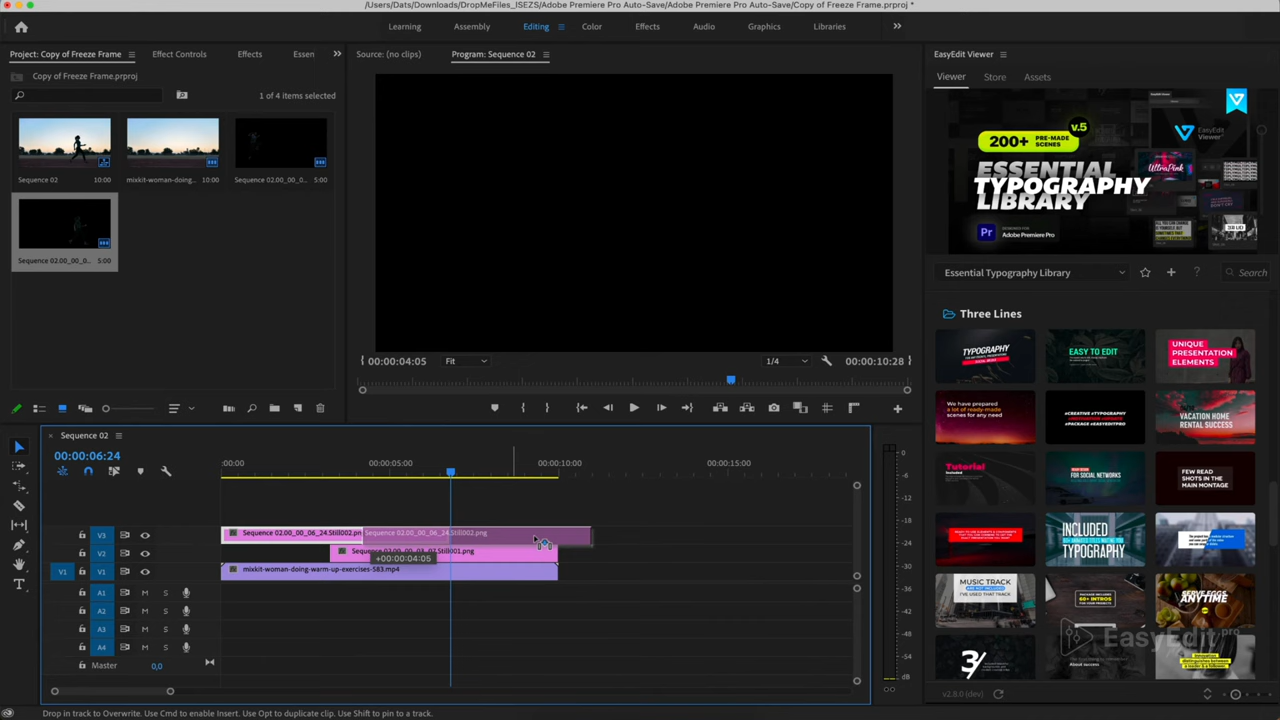 /Users/Dats/Downloads/DropMeFiles_ISEZS/Adobe Premiere Pro Auto-Save/Adobe Premiere Pro Auto-Save/Copy of Freeze Frame.prproj *
Learning Assembly Editing Color Effects Audio Graphics Libraries
Project: Copy of Freeze Frame Effect Controls Effects Essen
Source: (no clips) Program: Sequence 02
EasyEdit Viewer
Copy of Freeze Frame.prproj
Viewer Store Assets
1 of 4 items selected
Sequence 02 10:00 mixkit-woman-doing... 10:00 Sequence 02.00_00_0... 5:00
Sequence 02.00_00_0... 5:00
200+ PRE-MADE SCENES v.5
EasyEdit Viewer
UltraPink
ESSENTIAL
TYPOGRAPHY
LIBRARY
Pr
Adobe Premiere Pro
Essential Typography Library ? Search
Three Lines
TYPOGRAPHY
EASY TO EDIT
UNIQUE
PRESENTATION
ELEMENTS
00:00:04:05 Fit 1/4 00:00:10:28
We have prepared
a lot of ready-made
scenes for any need.
#CREATIVE #TYPOGRAPHY
VACATION HOME
RENTAL SUCCESS
Sequence 02
00:00:06:24
:00:00 00:00:05:00 00:00:10:00 00:00:15:00
Tutorial
FOR SOCIAL NETWORKS
FEW READ
SHOTS IN THE
MAIN MONTAGE
V3 Sequence 02.00_00_06_24.Still002.pn Sequence 02.00_00_06_24.Still002.png
V2 Sequence 02.00_00_03_07.Still001.png
+00:00:04:05
V1 V1 mixkit-woman-doing-warm-up-exercises-583.mp4
INCLUDED
TYPOGRAPHY
A1 M S
A2 M S
A3 M S
A4 M S
Master 0,0
0
-6
-12
-18
-24
-30
-36
-42
-48
-54
dB
MUSIC TRACK
60+ INTROS
SERVE EGGS
ANYTIME
EasyEdit pro
3
About success
v2.8.0 (dev)
Drop in track to Overwrite. Use Cmd to enable Insert. Use Opt to duplicate clip. Use Shift to pin to a track.